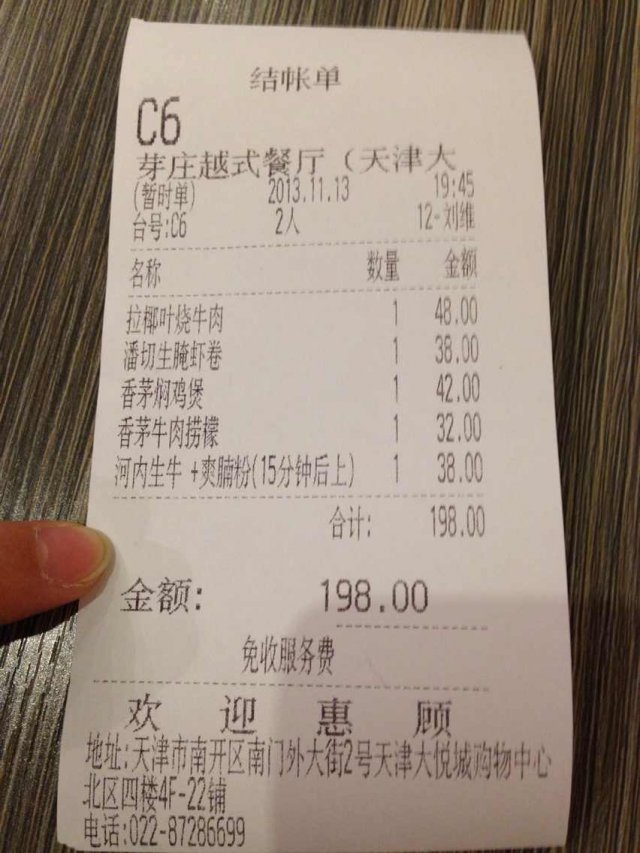 结帐单
C6
芽庄越式餐厅（天津大
(暂时单) 2013.11.13 19:45
台号:C6 2人 12-刘维
名称 数量 金额
拉椰叶烧牛肉 1 48.00
潘切生腌虾卷 1 38.00
香茅焖鸡煲 1 42.00
香茅牛肉捞檬 1 32.00
河内生牛+爽腩粉(15分钟后上) 1 38.00
合计: 198.00
金额: 198.00
免收服务费
欢迎惠顾
地址:天津市南开区南门外大街2号天津大悦城购物中心
北区四楼4F-22铺
电话:022-87286699